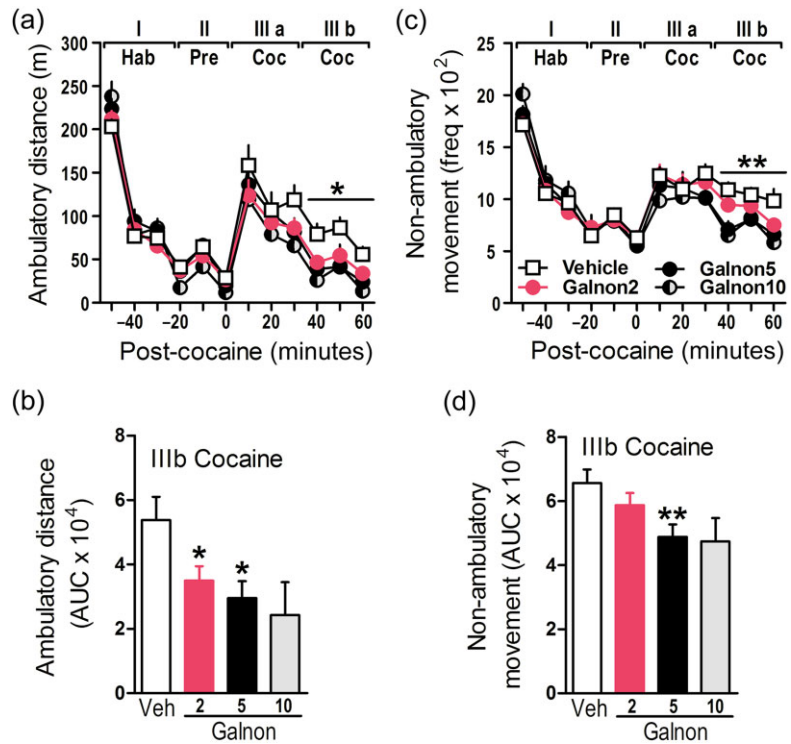 (a)
I II III a III b
Hab Pre Coc Coc
Ambulatory distance (m)
300
250
200
150
100
50
0
−40 −20 0 20 40 60
Post-cocaine (minutes)
*
(c)
I II III a III b
Hab Pre Coc Coc
Non-ambulatory
movement (freq x 10²)
25
20
15
10
5
0
**
Vehicle Galnon5
Galnon2 Galnon10
−40 −20 0 20 40 60
Post-cocaine (minutes)
(b)
IIIb Cocaine
Ambulatory distance
(AUC x 10⁴)
8
6
4
2
0
* *
Veh 2 5 10
Galnon
(d)
IIIb Cocaine
Non-ambulatory
movement (AUC x 10⁴)
8
6
4
2
0
**
Veh 2 5 10
Galnon